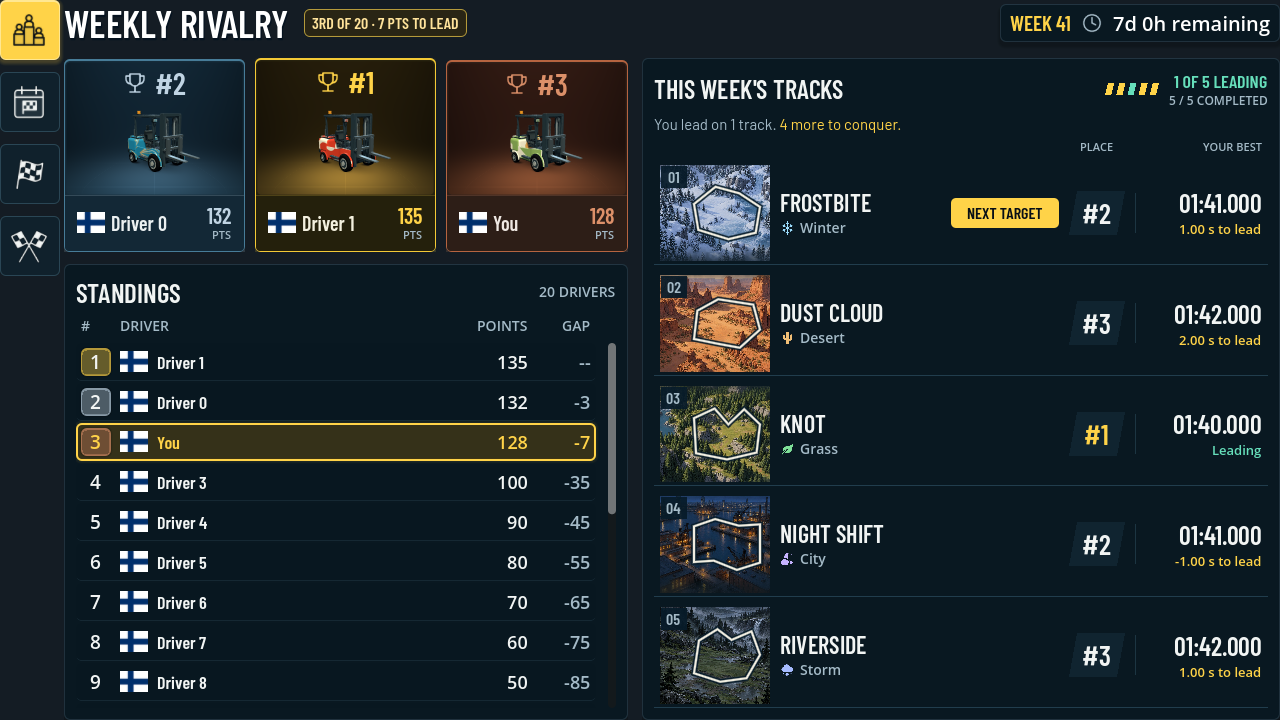 WEEKLY RIVALRY
3RD OF 20 · 7 PTS TO LEAD
WEEK 41
7d 0h remaining
#2
Driver 0
132
PTS
#1
Driver 1
135
PTS
#3
You
128
PTS
STANDINGS
20 DRIVERS
# DRIVER POINTS GAP
1 Driver 1 135 --
2 Driver 0 132 -3
3 You 128 -7
4 Driver 3 100 -35
5 Driver 4 90 -45
6 Driver 5 80 -55
7 Driver 6 70 -65
8 Driver 7 60 -75
9 Driver 8 50 -85
THIS WEEK'S TRACKS
1 OF 5 LEADING
5 / 5 COMPLETED
You lead on 1 track. 4 more to conquer.
PLACE YOUR BEST
01
FROSTBITE
Winter
NEXT TARGET
#2
01:41.000
1.00 s to lead
02
DUST CLOUD
Desert
#3
01:42.000
2.00 s to lead
03
KNOT
Grass
#1
01:40.000
Leading
04
NIGHT SHIFT
City
#2
01:41.000
-1.00 s to lead
05
RIVERSIDE
Storm
#3
01:42.000
1.00 s to lead